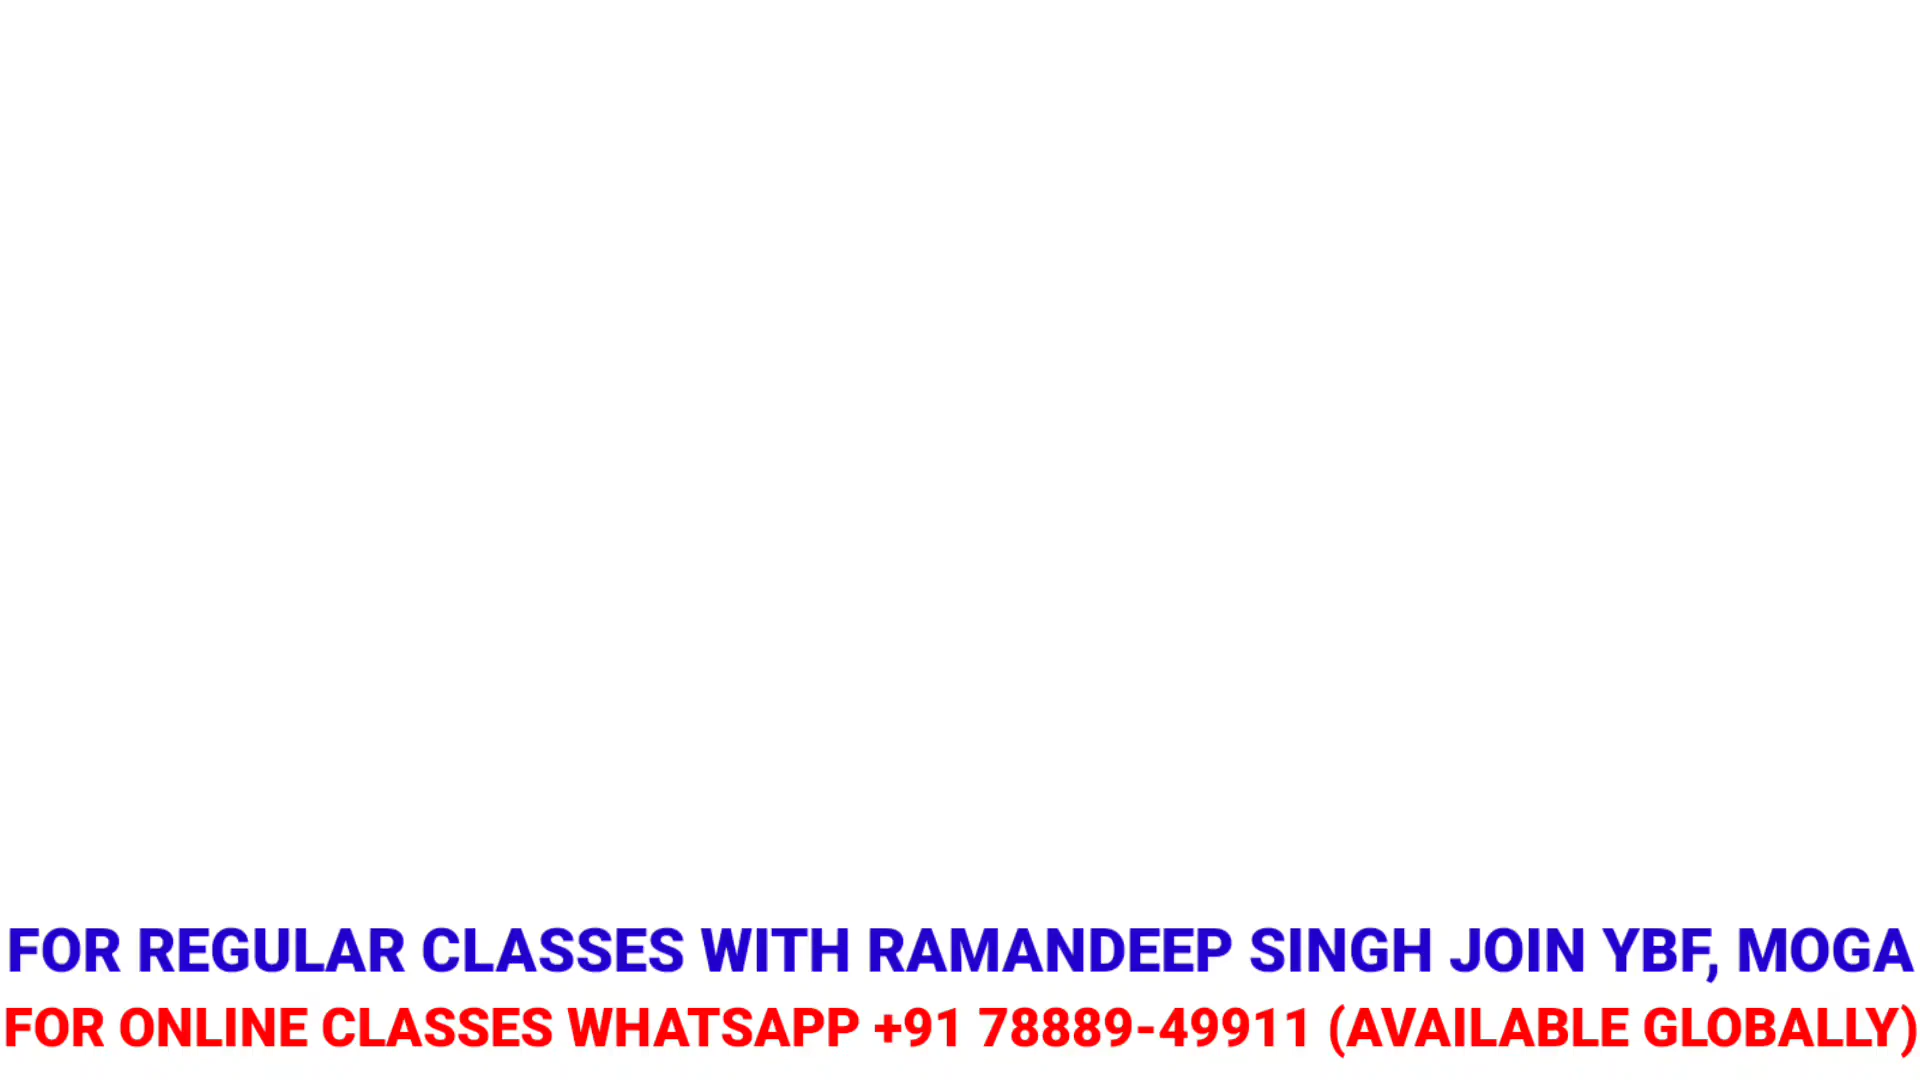 FOR REGULAR CLASSES WITH RAMANDEEP SINGH JOIN YBF, MOGA
FOR ONLINE CLASSES WHATSAPP +91 78889-49911 (AVAILABLE GLOBALLY)